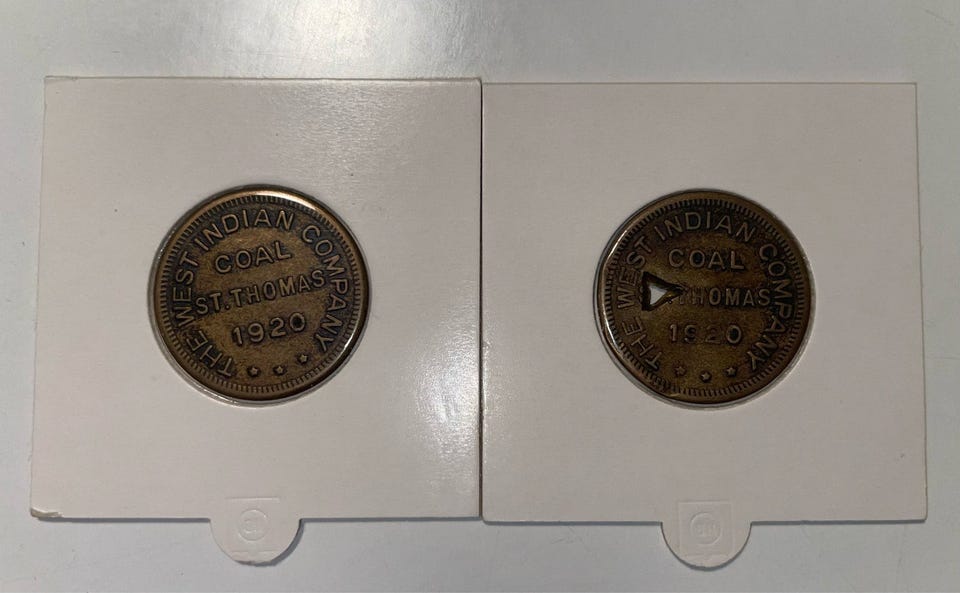 THE WEST INDIAN COMPANY
COAL
ST. THOMAS
1920
THE WEST INDIAN COMPANY
COAL
THOMAS
1920